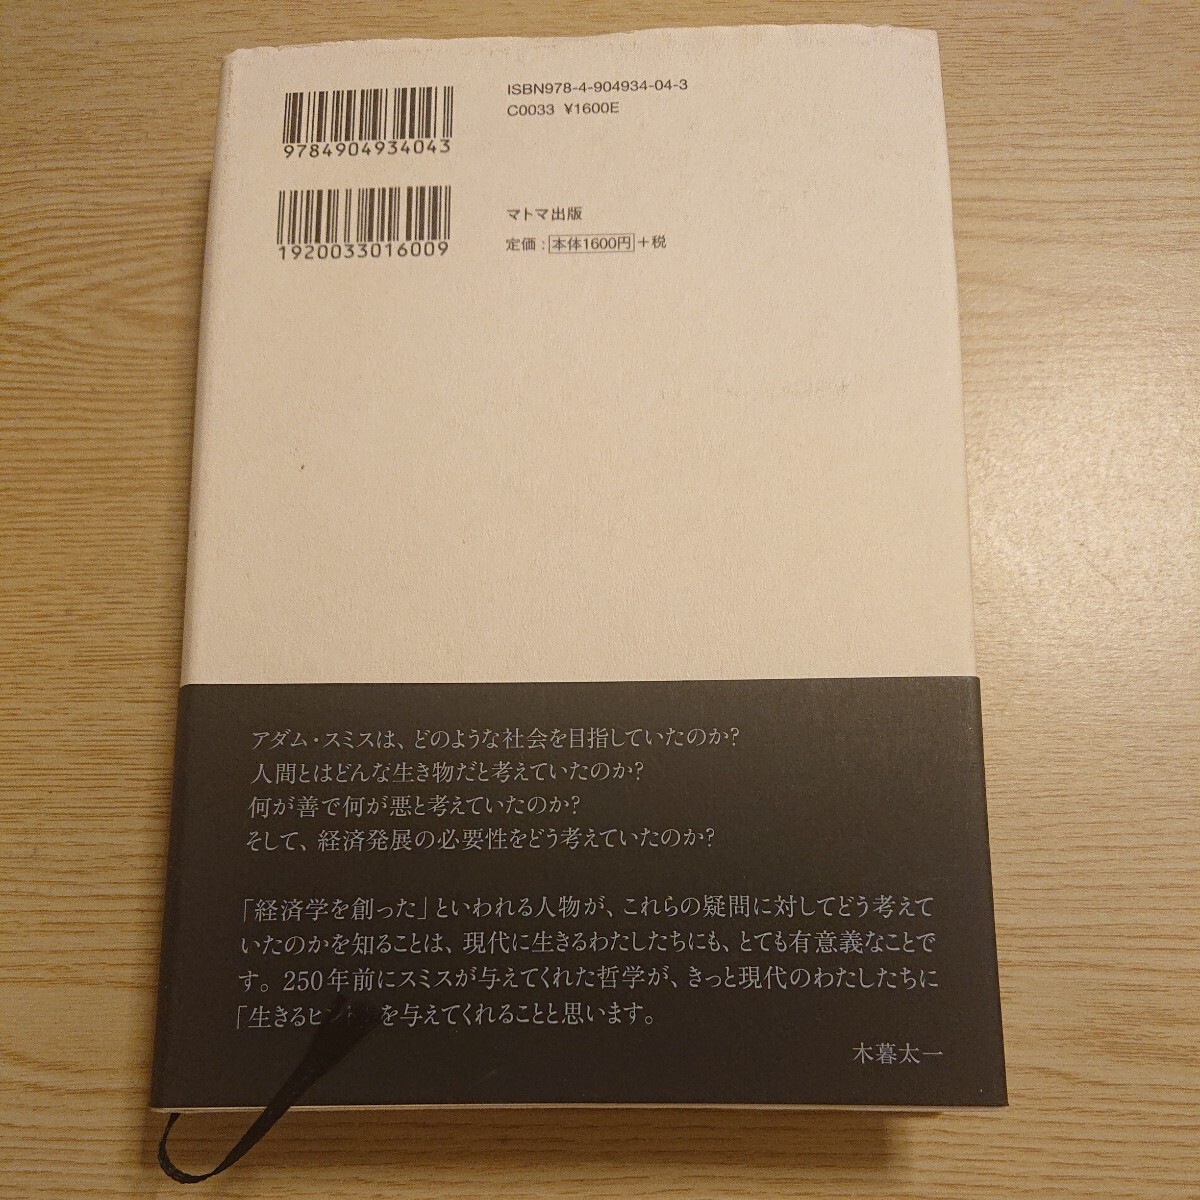 ISBN978-4-904934-04-3
C0033 ¥1600E
9784904934043
マトマ出版
定価：本体1600円+税
1920033016009
アダム・スミスは、どのような社会を目指していたのか？
人間とはどんな生き物だと考えていたのか？
何が善で何が悪と考えていたのか？
そして、経済発展の必要性をどう考えていたのか？
「経済学を創った」といわれる人物が、これらの疑問に対してどう考えて
いたのかを知ることは、現代に生きるわたしたちにも、とても有意義なことで
す。250年前にスミスが与えてくれた哲学が、きっと現代のわたしたちに
「生きるヒントを与えてくれることと思います。
木暮太一